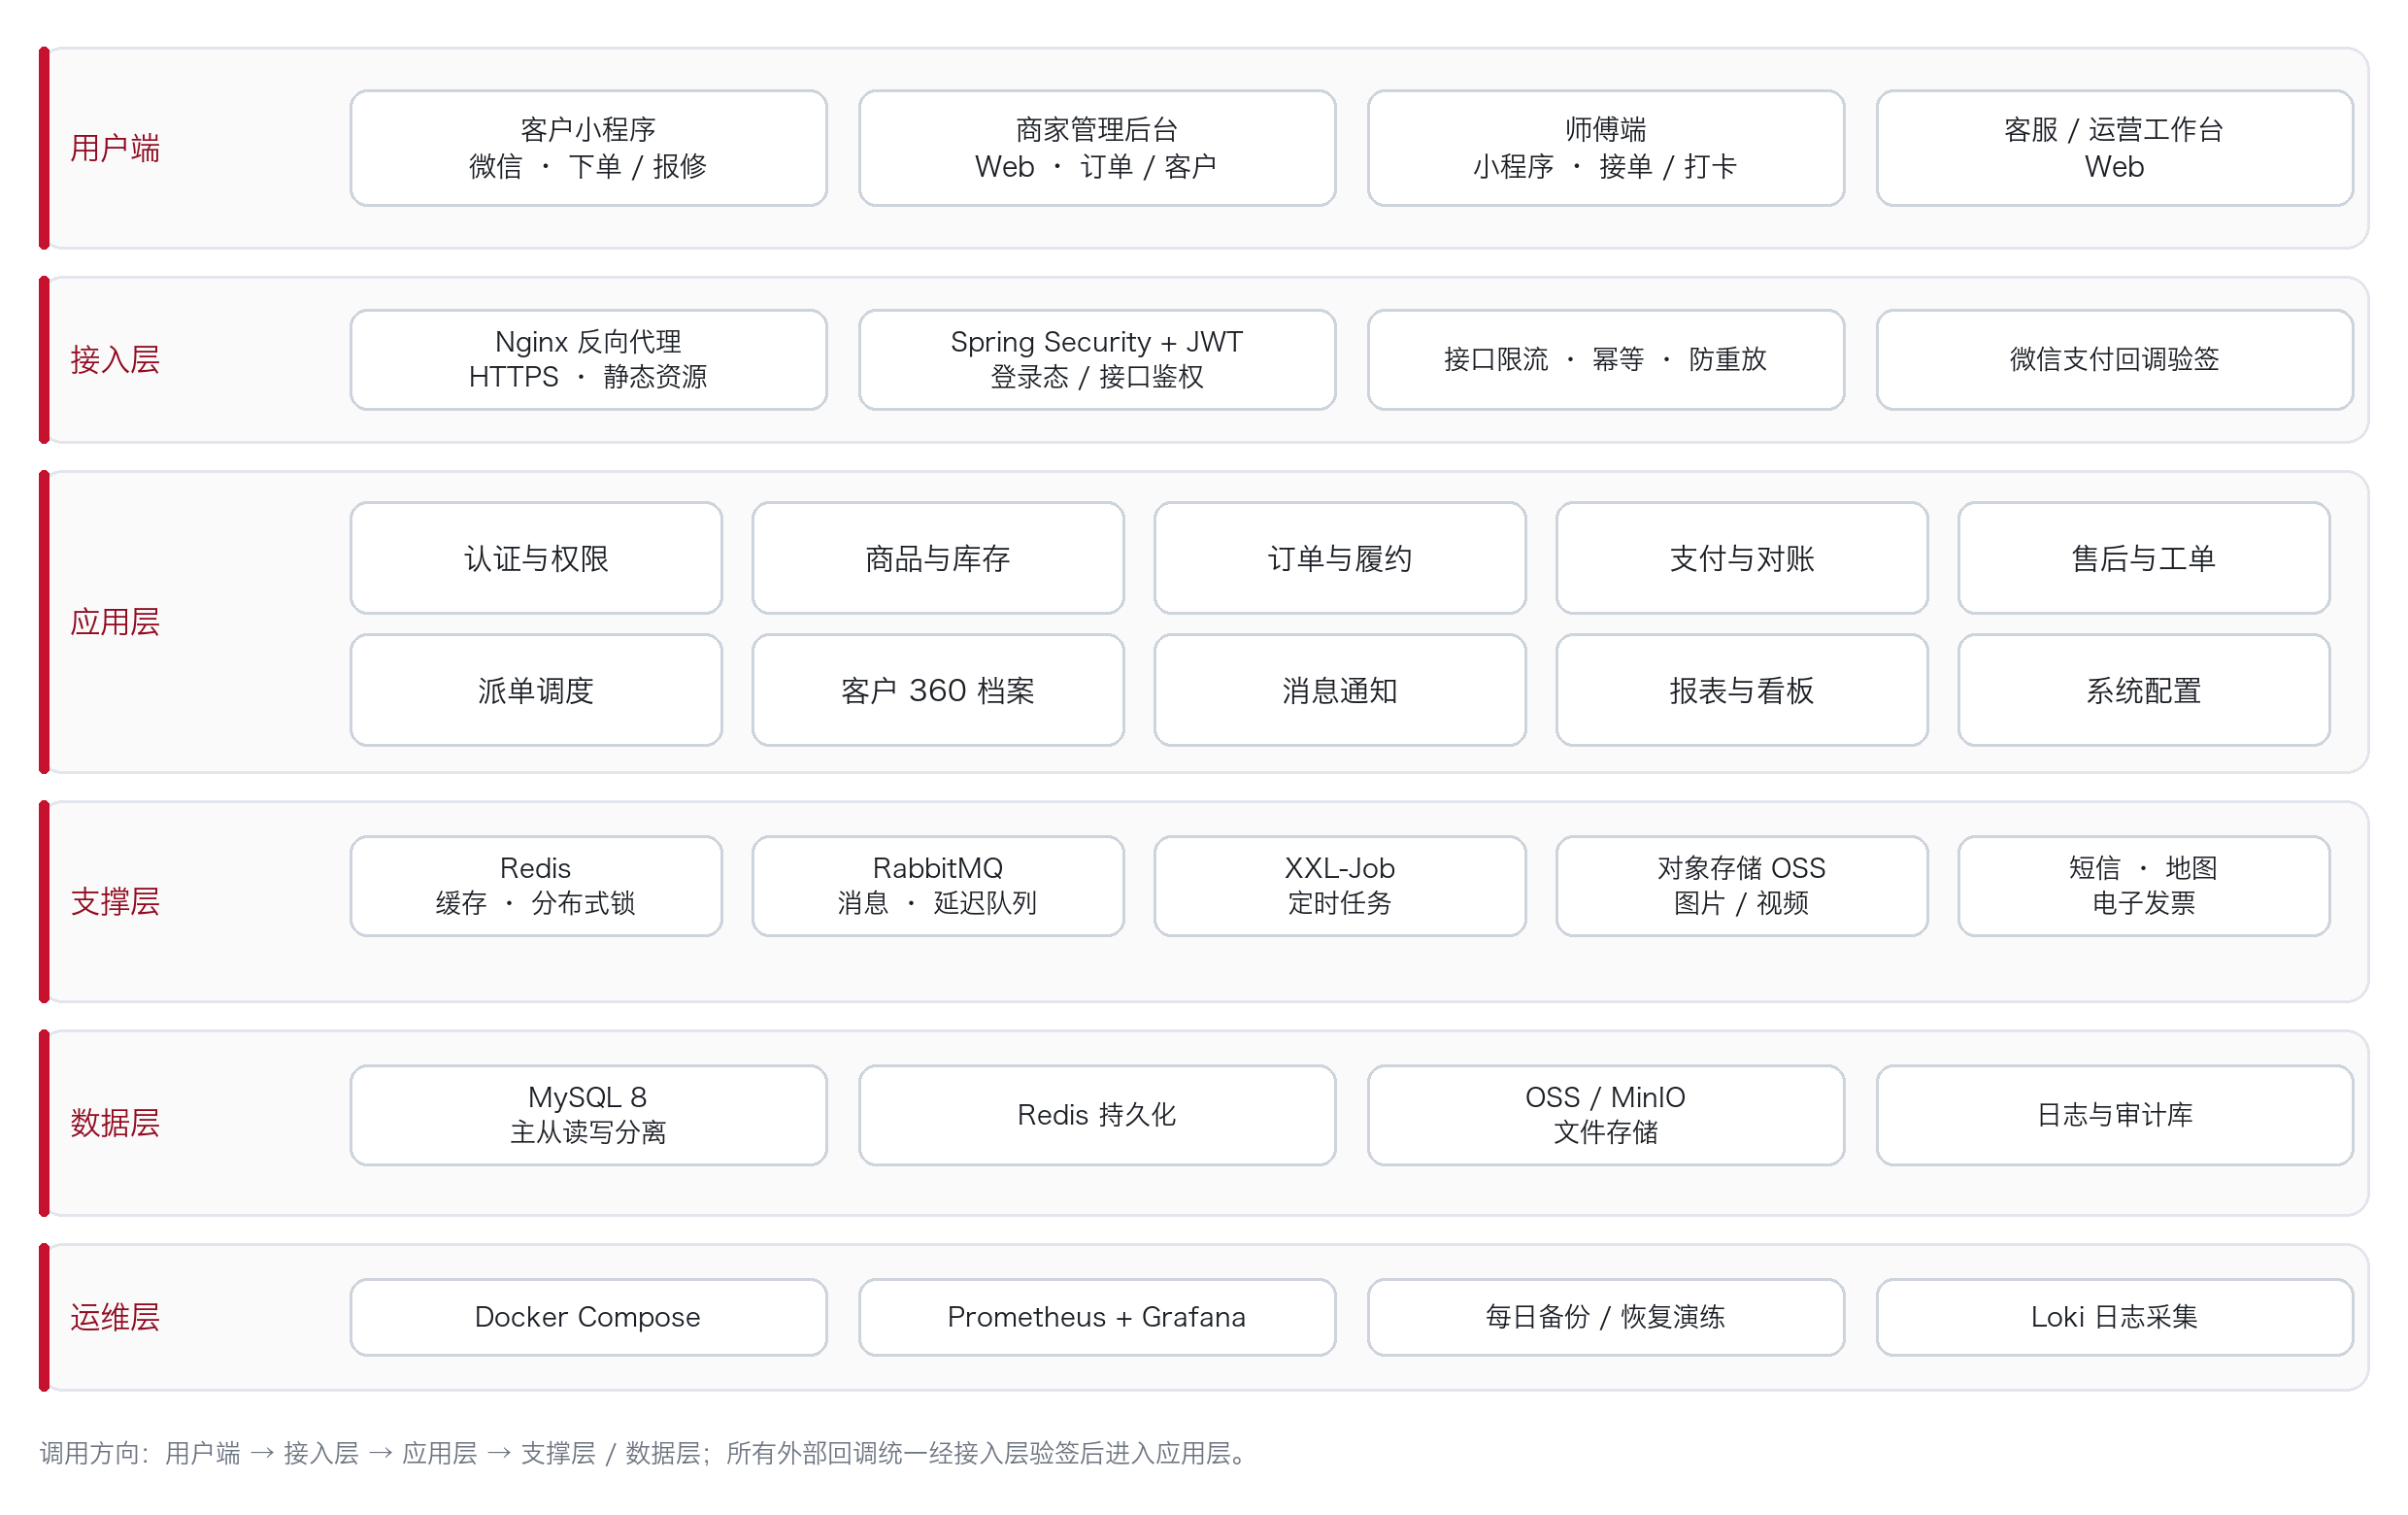 用户端
客户小程序
微信 · 下单 / 报修
商家管理后台
Web · 订单 / 客户
师傅端
小程序 · 接单 / 打卡
客服 / 运营工作台
Web
接入层
Nginx 反向代理
HTTPS · 静态资源
Spring Security + JWT
登录态 / 接口鉴权
接口限流 · 幂等 · 防重放
微信支付回调验签
应用层
认证与权限
商品与库存
订单与履约
支付与对账
售后与工单
派单调度
客户 360 档案
消息通知
报表与看板
系统配置
支撑层
Redis
缓存 · 分布式锁
RabbitMQ
消息 · 延迟队列
XXL-Job
定时任务
对象存储 OSS
图片 / 视频
短信 · 地图
电子发票
数据层
MySQL 8
主从读写分离
Redis 持久化
OSS / MinIO
文件存储
日志与审计库
运维层
Docker Compose
Prometheus + Grafana
每日备份 / 恢复演练
Loki 日志采集
调用方向：用户端 → 接入层 → 应用层 → 支撑层 / 数据层；所有外部回调统一经接入层验签后进入应用层。